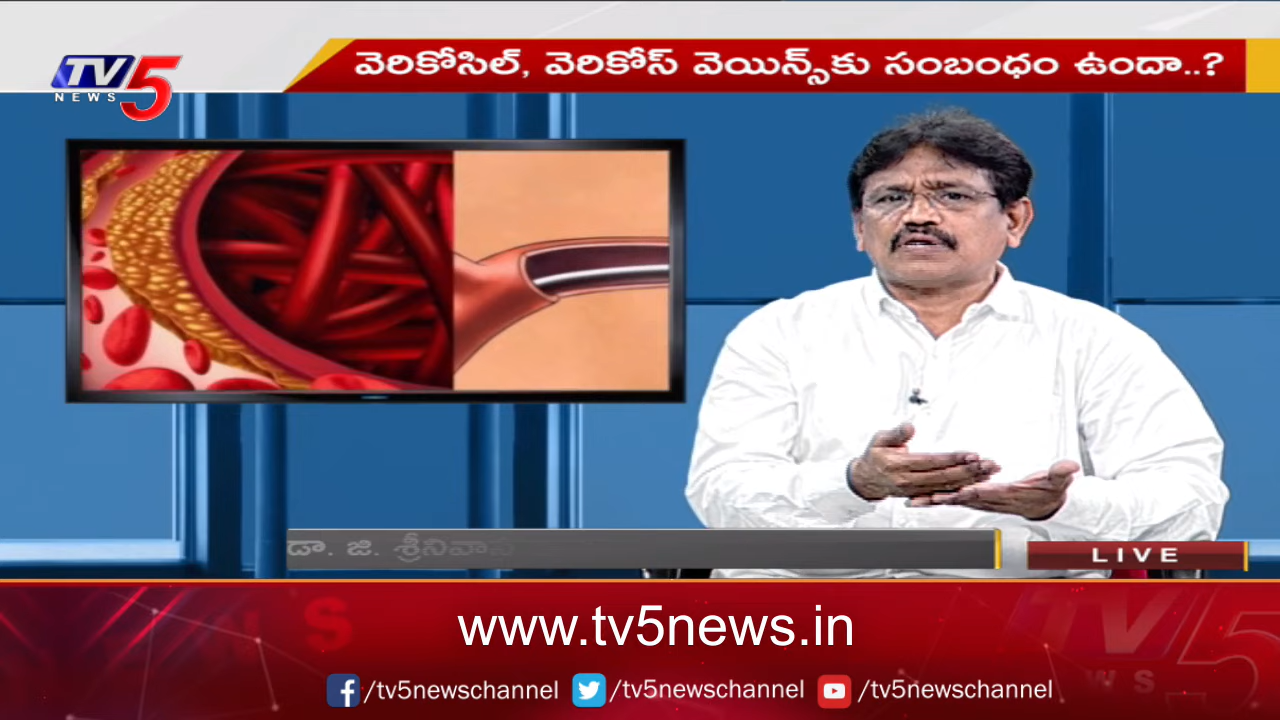 వెరికోసిల్, వెరికోస్ వెయిన్స్‌కు సంబంధం ఉందా..?
TV5
NEWS
డా. జి. శ్రీనివాస
LIVE
www.tv5news.in
/tv5newschannel /tv5newschannel /tv5newschannel